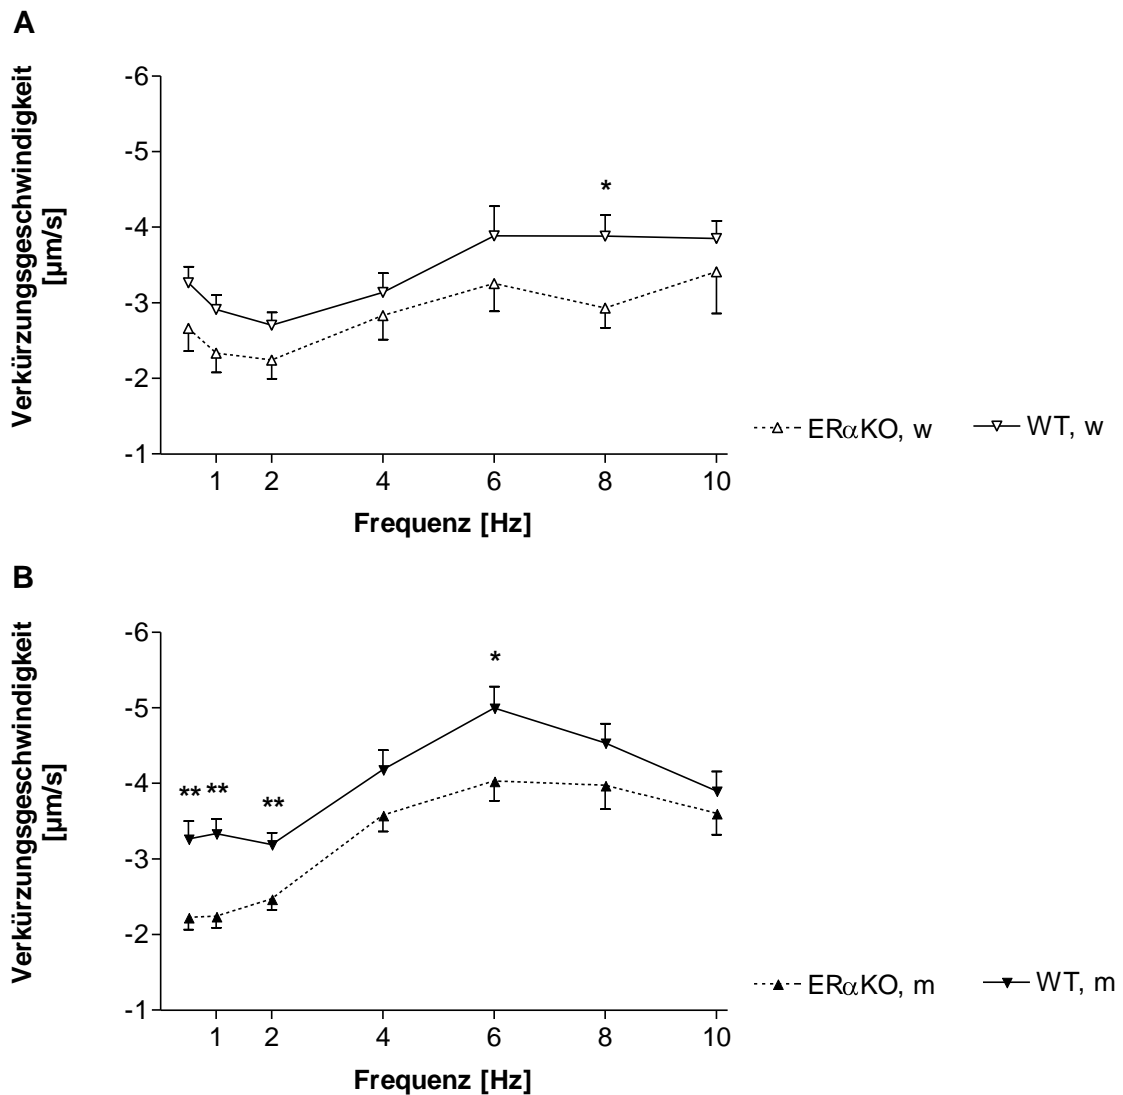 A
Verkürzungsgeschwindigkeit
[µm/s]
-6
-5
-4
-3
-2
-1
*
1 2 4 6 8 10
Frequenz [Hz]
ERαKO, w WT, w
B
Verkürzungsgeschwindigkeit
[µm/s]
-6
-5
-4
-3
-2
-1
*
** **
**
1 2 4 6 8 10
Frequenz [Hz]
ERαKO, m WT, m